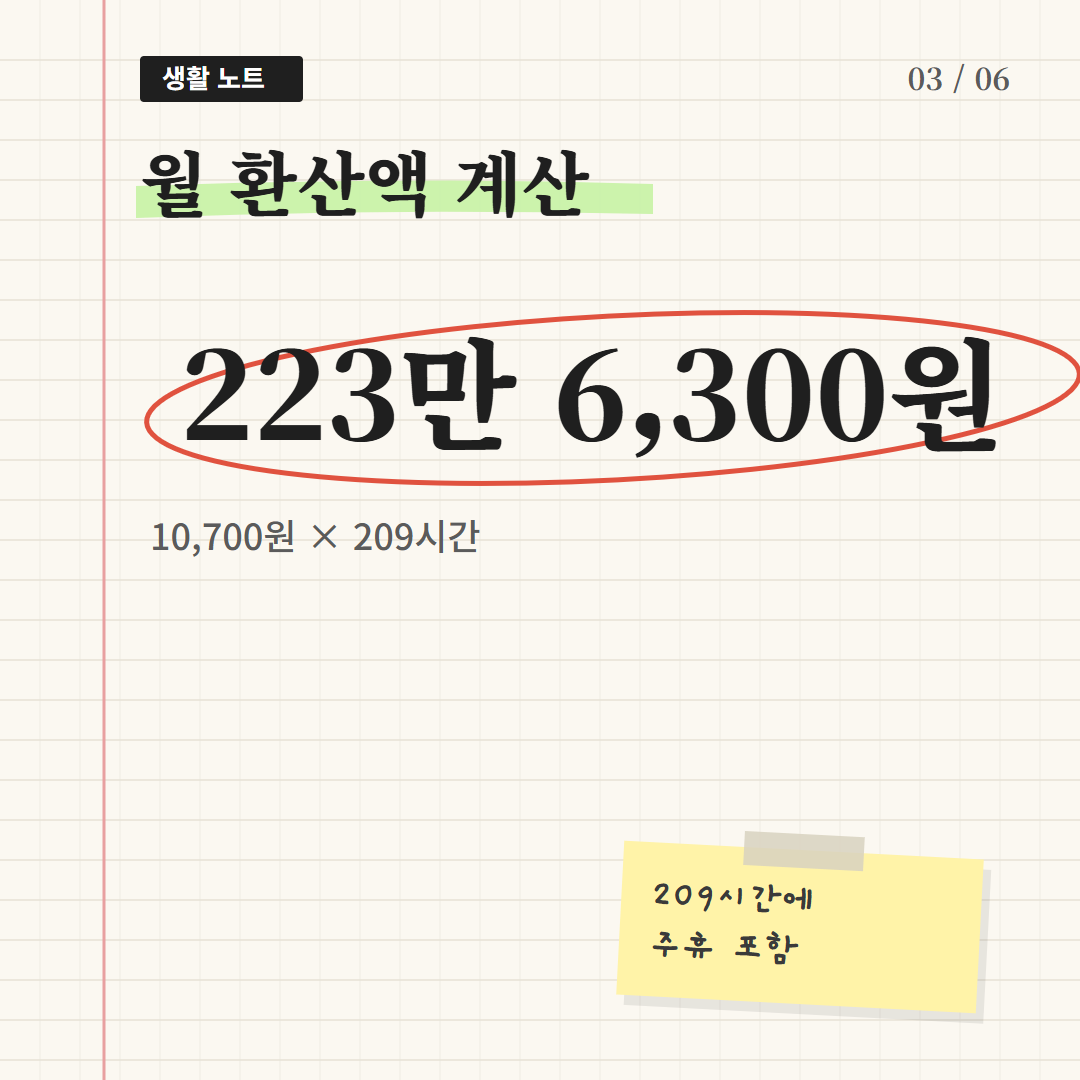 생활 노트
03 / 06
월 환산액 계산
223만 6,300원
10,700원 × 209시간
209시간에
주휴 포함